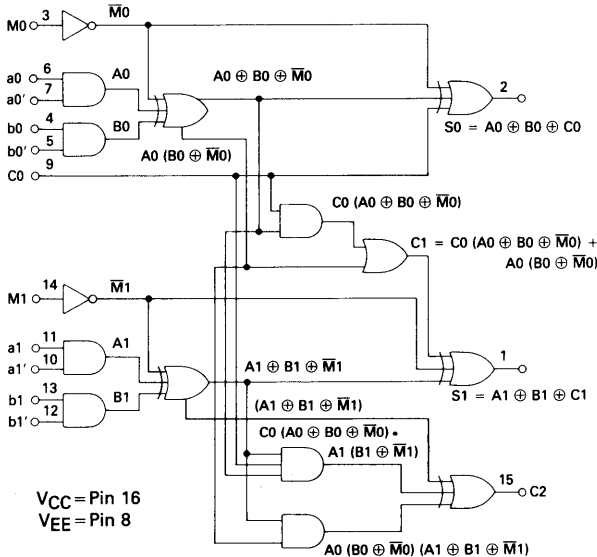 M0 3 M̅0
a0 6 A0 A0 ⊕ B0 ⊕ M̅0
a0' 7 2
b0 4 B0
b0' 5 S0 = A0 ⊕ B0 ⊕ C0
C0 9 A0 (B0 ⊕ M̅0)
C0 (A0 ⊕ B0 ⊕ M̅0)
C1 = C0 (A0 ⊕ B0 ⊕ M̅0) +
A0 (B0 ⊕ M̅0)
M1 14 M̅1
a1 11 A1
a1' 10 A1 ⊕ B1 ⊕ M̅1 1
b1 13 B1 S1 = A1 ⊕ B1 ⊕ C1
b1' 12 (A1 ⊕ B1 ⊕ M̅1)
C0 (A0 ⊕ B0 ⊕ M̅0) •
A1 (B1 ⊕ M̅1)
15 C2
VCC = Pin 16
VEE = Pin 8
A0 (B0 ⊕ M̅0) (A1 ⊕ B1 ⊕ M̅1)